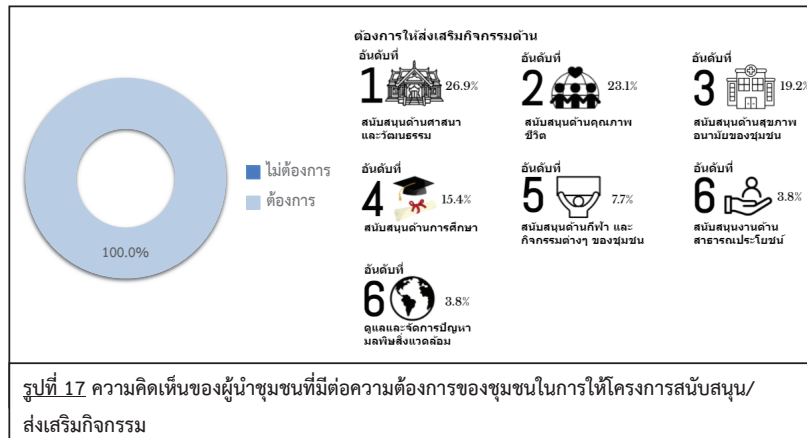 ต้องการให้ส่งเสริมกิจกรรมด้าน
อันดับที่
1 26.9%
สนับสนุนด้านศาสนา
และวัฒนธรรม
อันดับที่
2 23.1%
สนับสนุนด้านคุณภาพ
ชีวิต
อันดับที่
3 19.2%
สนับสนุนด้านสุขภาพ
อนามัยของชุมชน
ไม่ต้องการ
ต้องการ
100.0%
อันดับที่
4 15.4%
สนับสนุนด้านการศึกษา
อันดับที่
5 7.7%
สนับสนุนด้านกีฬา และ
กิจกรรมต่างๆ ของชุมชน
อันดับที่
6 3.8%
สนับสนุนงานด้าน
สาธารณประโยชน์
อันดับที่
6 3.8%
ดูแลและจัดการปัญหา
มลพิษสิ่งแวดล้อม
รูปที่ 17 ความคิดเห็นของผู้นำชุมชนที่มีต่อความต้องการของชุมชนในการให้โครงการสนับสนุน/
ส่งเสริมกิจกรรม